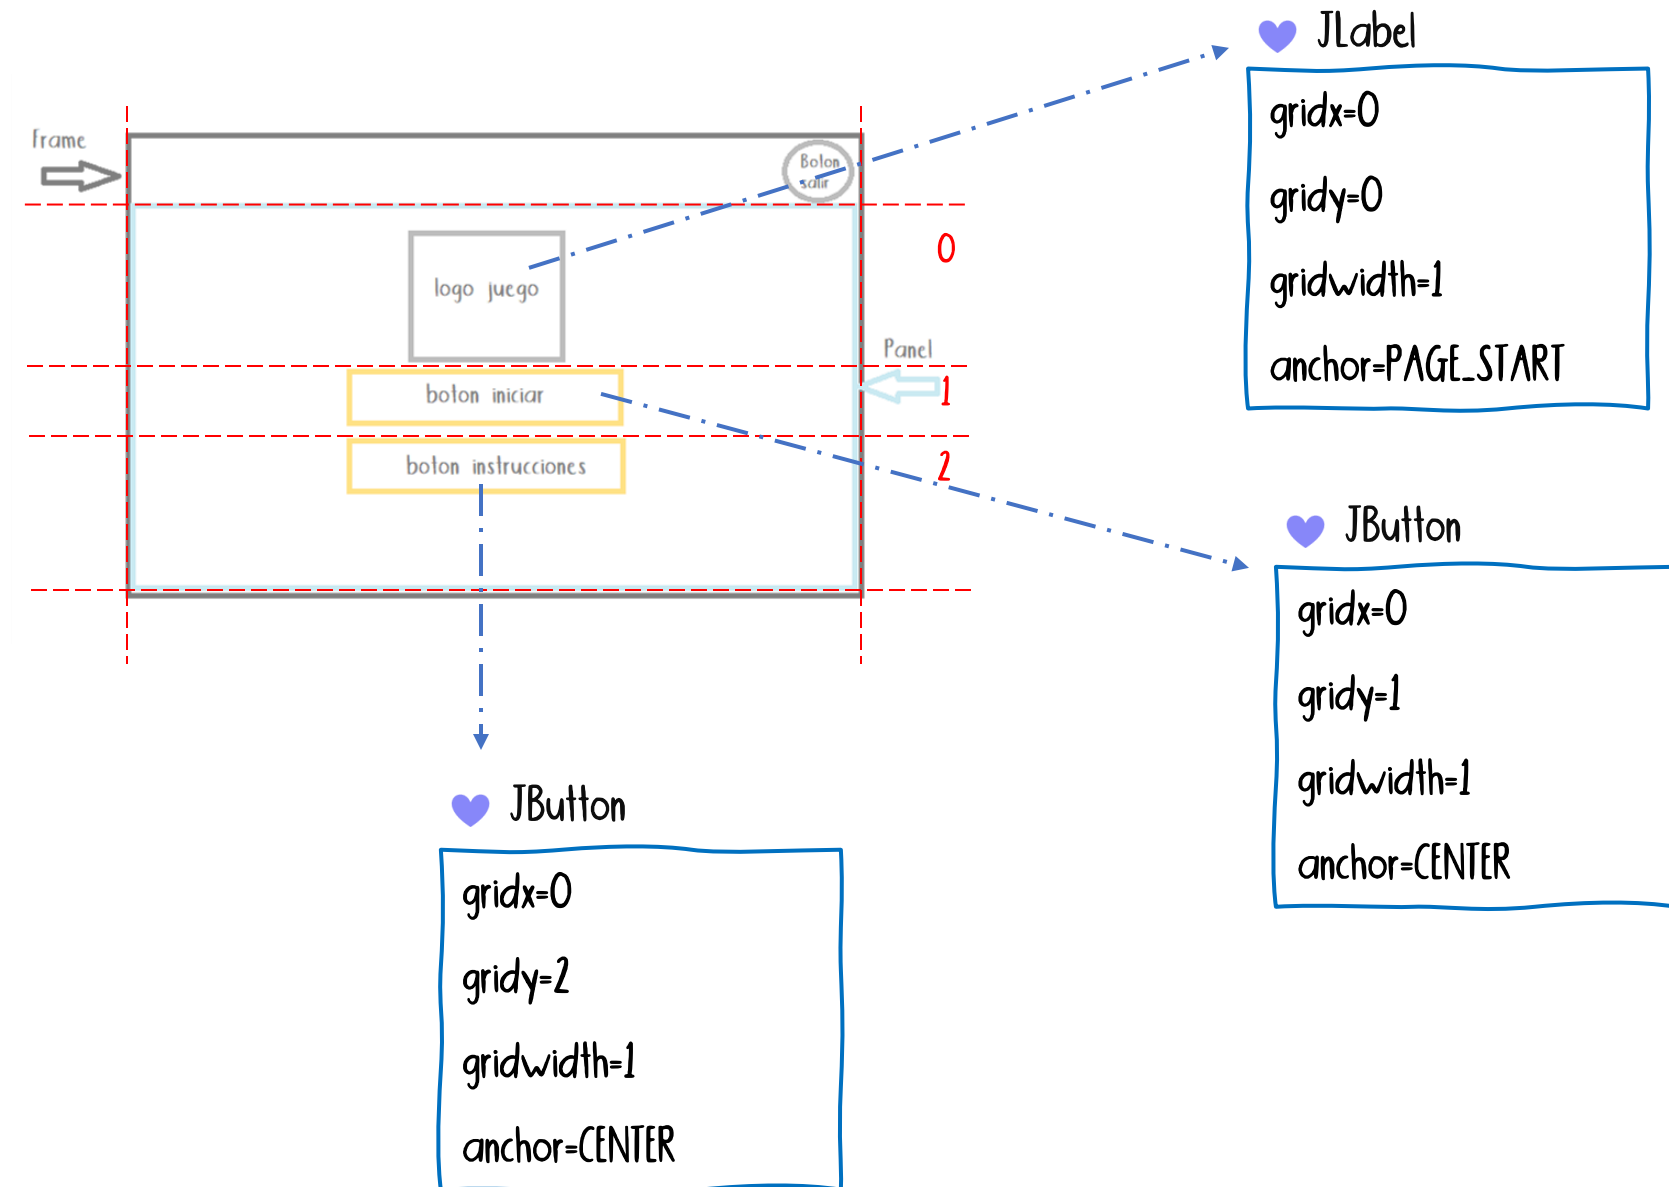 JLabel
gridx=0
gridy=0
gridwidth=1
anchor=PAGE_START
Frame
Boton
salir
0
logo juego
Panel
boton iniciar
1
boton instrucciones
2
JButton
gridx=0
gridy=1
gridwidth=1
anchor=CENTER
JButton
gridx=0
gridy=2
gridwidth=1
anchor=CENTER